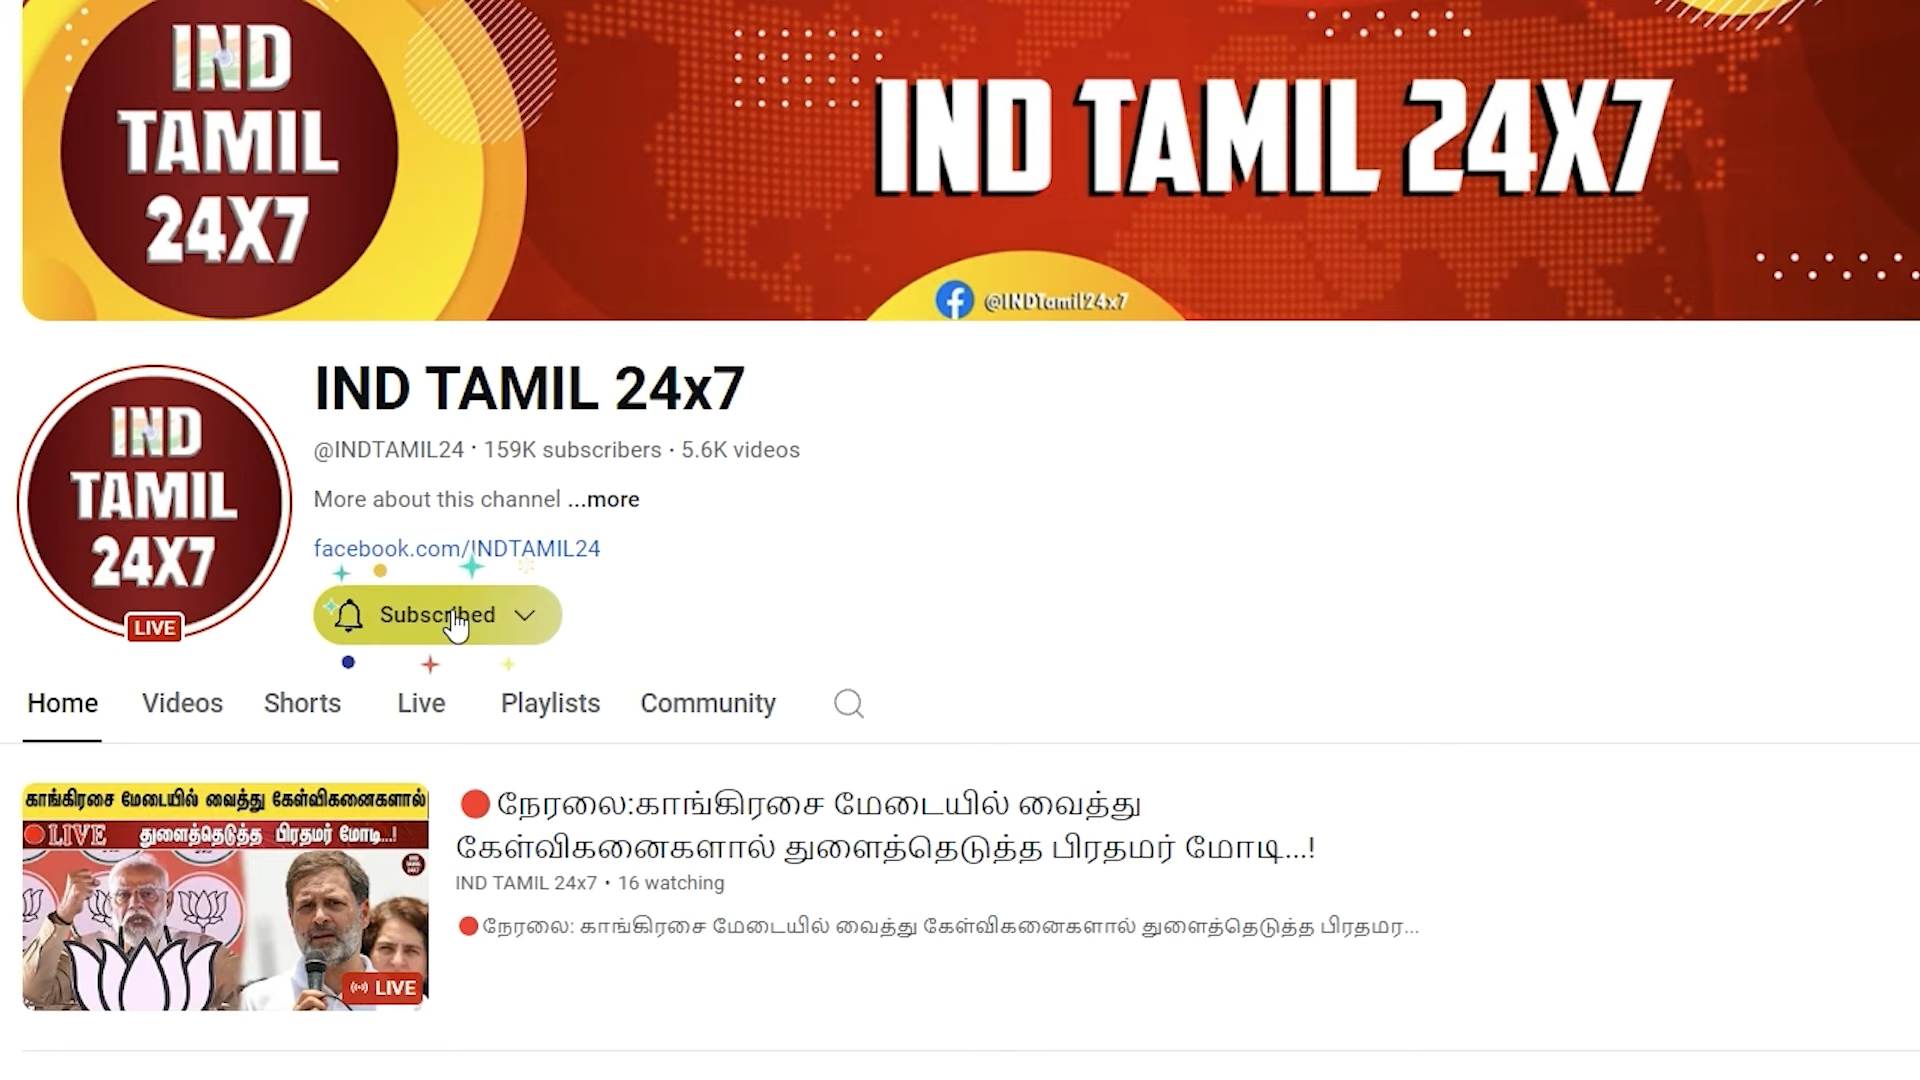 IND
TAMIL
24X7
IND TAMIL 24X7
@INDTamil24x7
IND TAMIL 24x7
@INDTAMIL24 · 159K subscribers · 5.6K videos
More about this channel ...more
facebook.com/INDTAMIL24
IND
TAMIL
24X7
LIVE
Subscribed
Home Videos Shorts Live Playlists Community
காங்கிரசை மேடையில் வைத்து கேள்விகனைகளால்
LIVE துளைத்தெடுத்த பிரதமர் மோடி...!
LIVE
நேரலை:காங்கிரசை மேடையில் வைத்து
கேள்விகனைகளால் துளைத்தெடுத்த பிரதமர் மோடி...!
IND TAMIL 24x7 • 16 watching
நேரலை: காங்கிரசை மேடையில் வைத்து கேள்விகனைகளால் துளைத்தெடுத்த பிரதமர...